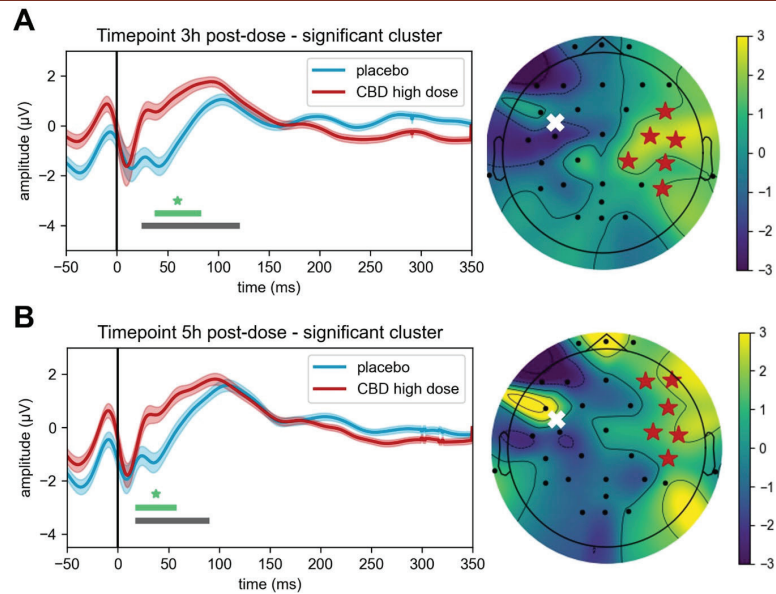 A
Timepoint 3h post-dose - significant cluster
placebo
CBD high dose
amplitude (µV)
2
0
−2
−4
−50 0 50 100 150 200 250 300 350
time (ms)
3
2
1
0
−1
−2
−3
B
Timepoint 5h post-dose - significant cluster
placebo
CBD high dose
amplitude (µV)
2
0
−2
−4
−50 0 50 100 150 200 250 300 350
time (ms)
3
2
1
0
−1
−2
−3